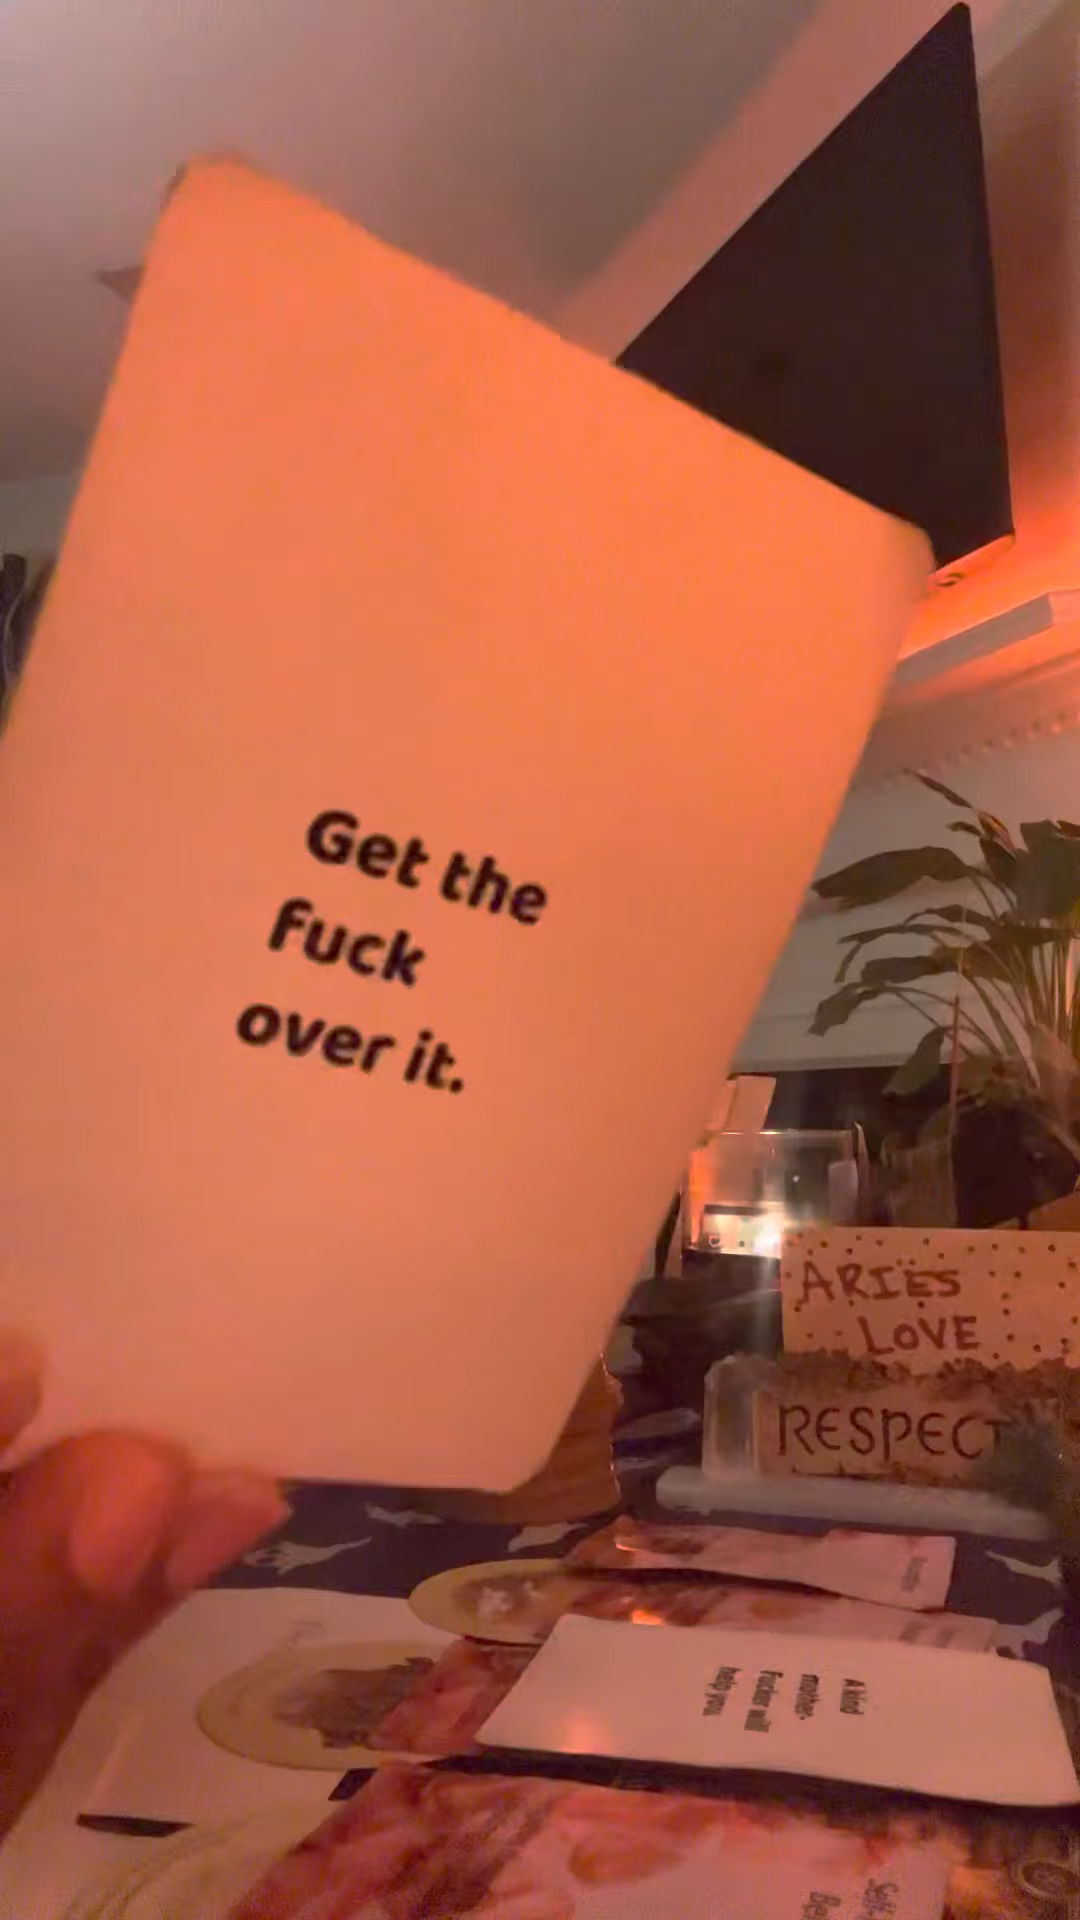 Get the
fuck
over it.
ARIES
LOVE
RESPECT
A kind
mother-
fucker will
help you.